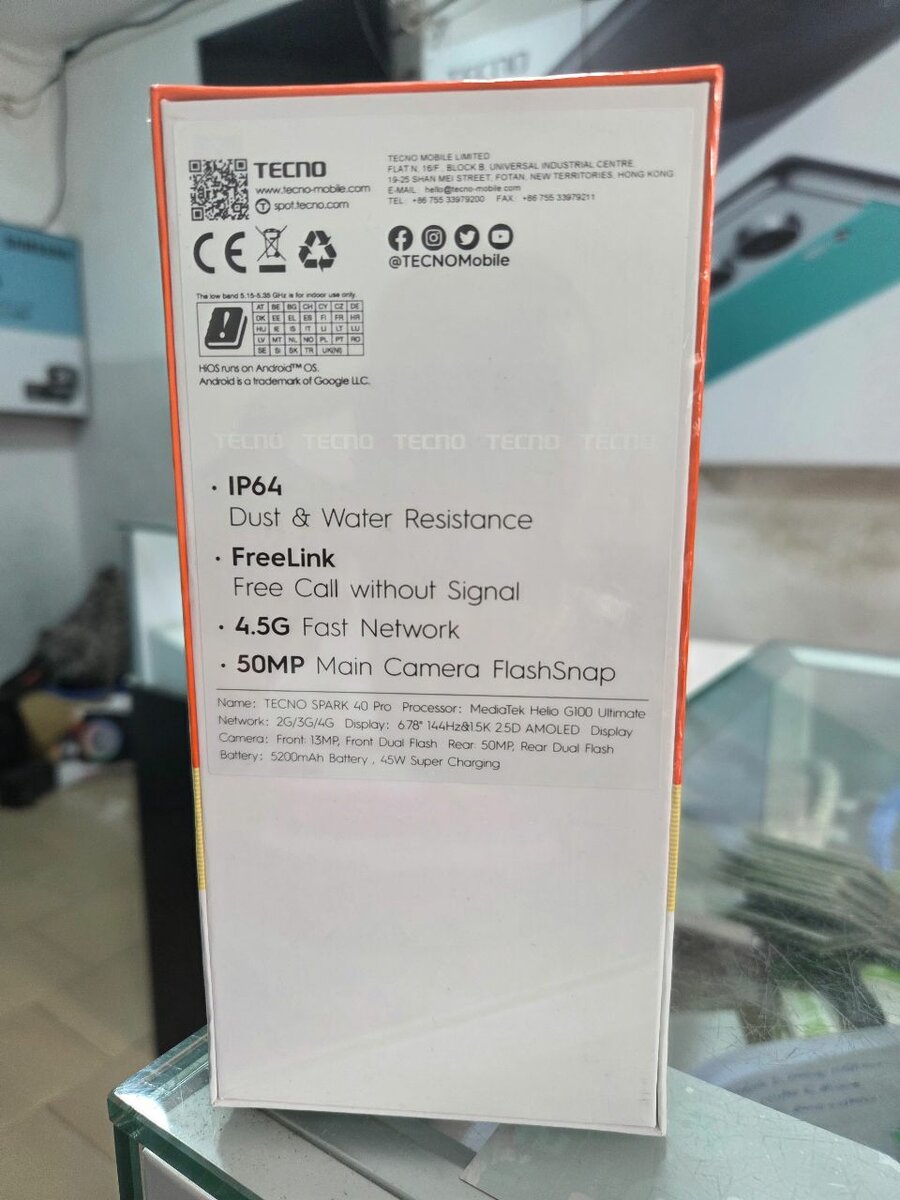 TECNO
www.tecno-mobile.com
spot.tecno.com
TECNO MOBILE LIMITED
FLAT N, 16/F., BLOCK B, UNIVERSAL INDUSTRIAL CENTRE,
19-25 SHAN MEI STREET, FOTAN, NEW TERRITORIES, HONG KONG
E-MAIL: hello@tecno-mobile.com
TEL: +86 755 33979200 FAX: +86 755 33979211
CE
@TECNOMobile
The low band 5.15-5.35 GHz is for indoor use only.
AT BE BG CH CY CZ DE
DK EE EL ES FI FR HR
HU IE IS IT LI LT LU
LV MT NL NO PL PT RO
SE SI SK TR UK(NI)
HiOS runs on Android™ OS.
Android is a trademark of Google LLC.
TECNO TECNO TECNO TECNO TECNO
• IP64
Dust & Water Resistance
• FreeLink
Free Call without Signal
• 4.5G Fast Network
• 50MP Main Camera FlashSnap
Name: TECNO SPARK 40 Pro Processor: MediaTek Helio G100 Ultimate
Network: 2G/3G/4G Display: 6.78" 144Hz&1.5K 2.5D AMOLED Display
Camera: Front: 13MP, Front Dual Flash Rear: 50MP, Rear Dual Flash
Battery: 5200mAh Battery , 45W Super Charging